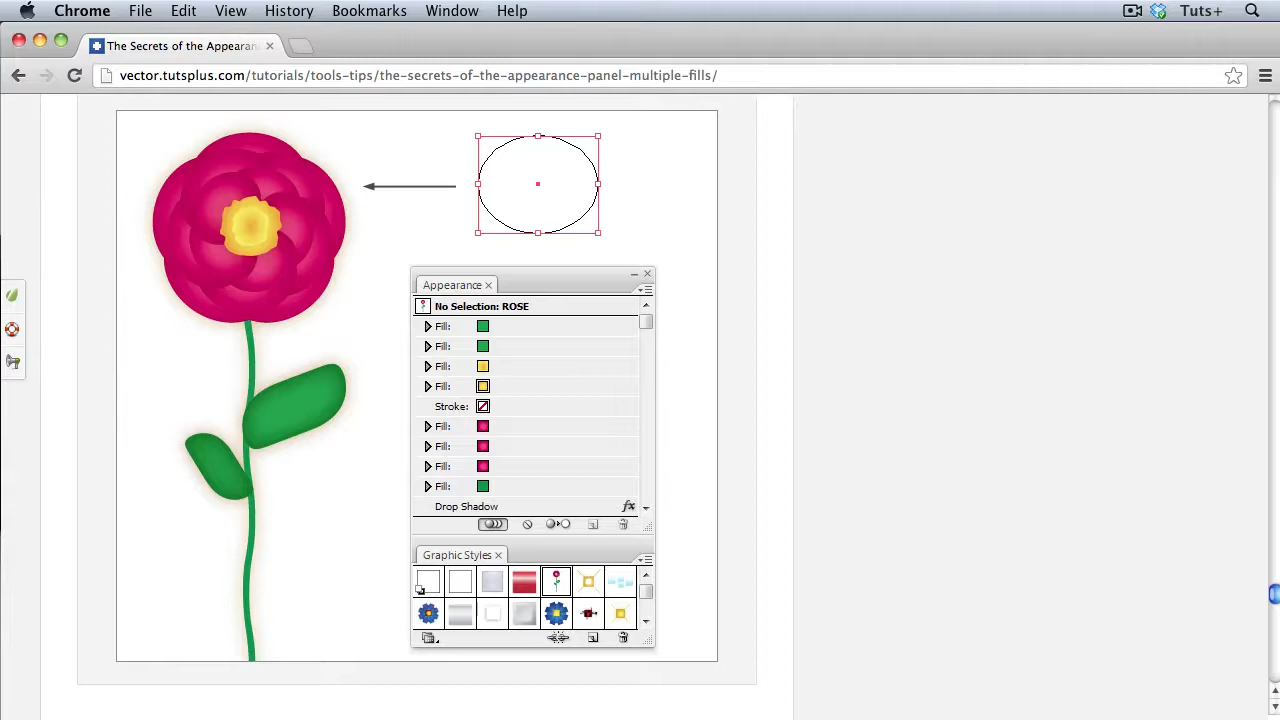 Chrome File Edit View History Bookmarks Window Help Tuts+
The Secrets of the Appearan
vector.tutsplus.com/tutorials/tools-tips/the-secrets-of-the-appearance-panel-multiple-fills/
Appearance
No Selection: ROSE
Fill:
Fill:
Fill:
Fill:
Stroke:
Fill:
Fill:
Fill:
Fill:
Drop Shadow fx
Graphic Styles